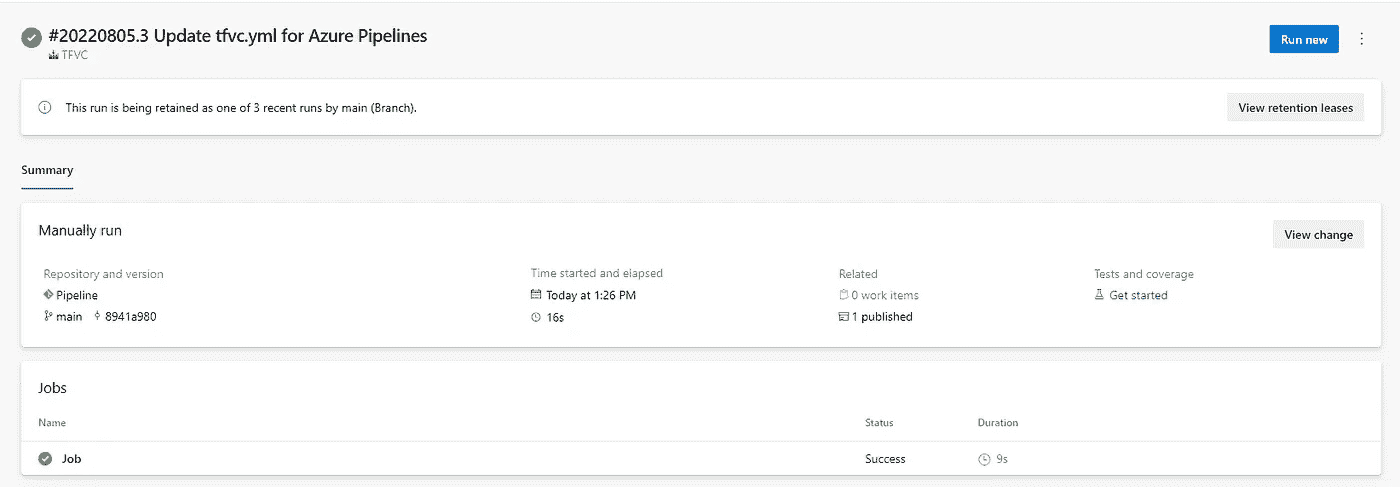 #20220805.3 Update tfvc.yml for Azure Pipelines
TFVC
Run new
This run is being retained as one of 3 recent runs by main (Branch).
View retention leases
Summary
Manually run
View change
Repository and version
Time started and elapsed
Related
Tests and coverage
Pipeline
Today at 1:26 PM
0 work items
Get started
main 8941a980
16s
1 published
Jobs
Name
Status
Duration
Job
Success
9s